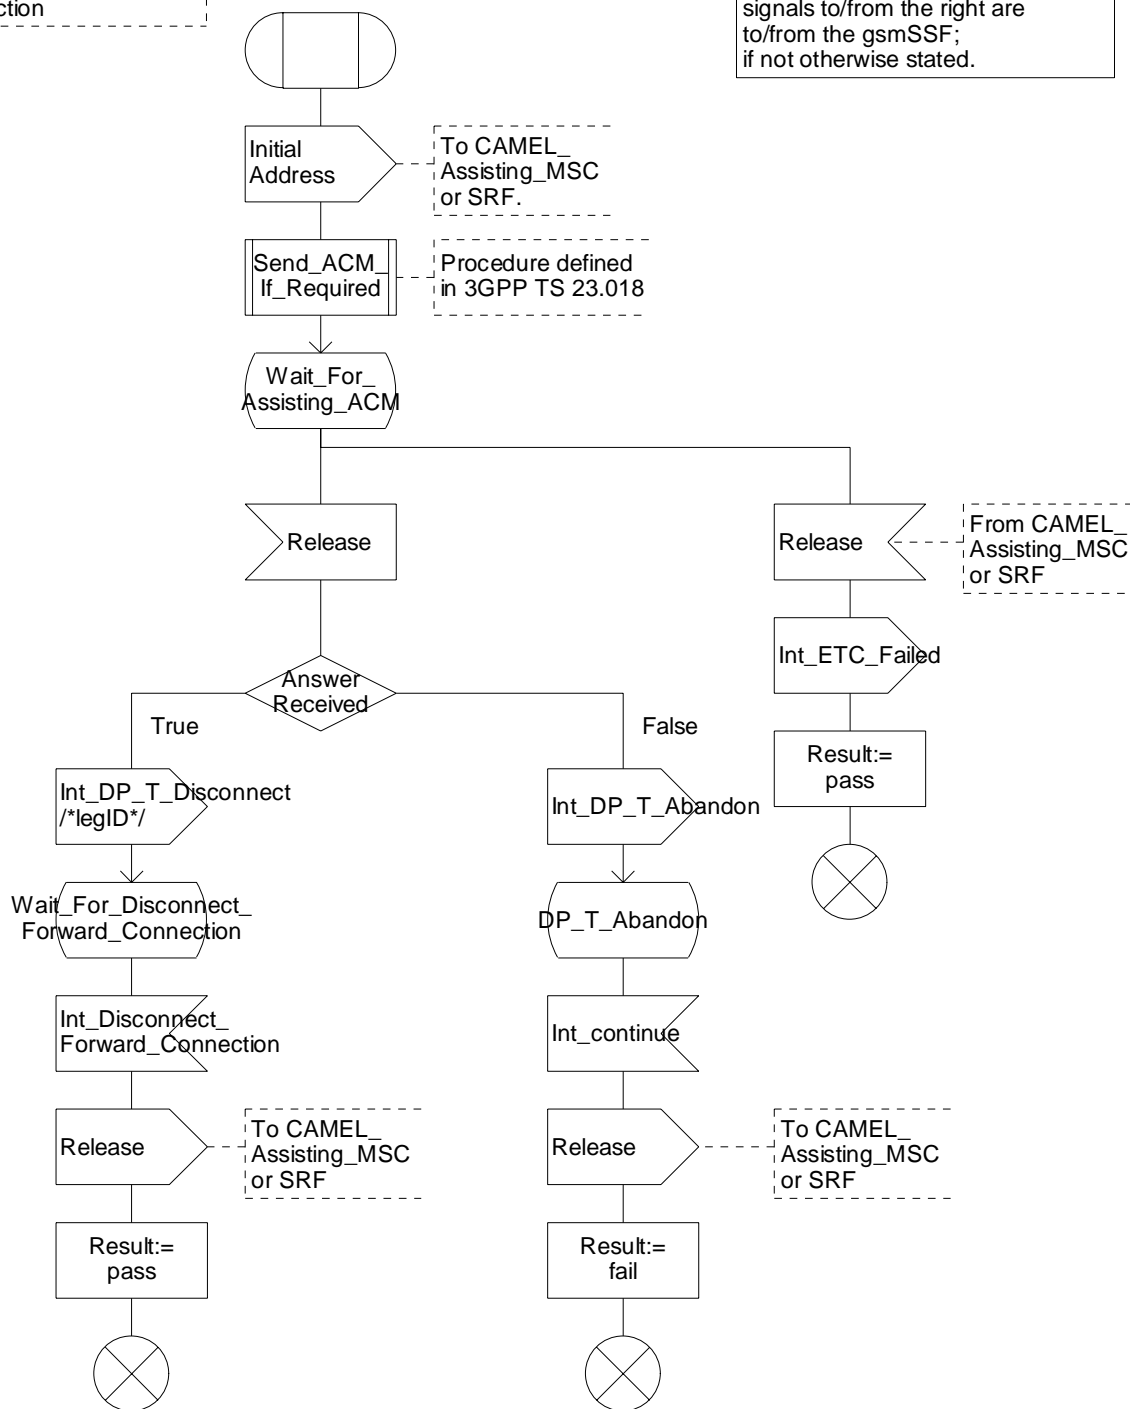 ction
signals to/from the right are
to/from the gsmSSF;
if not otherwise stated.
Initial
Address
To CAMEL_
Assisting_MSC
or SRF.
Send_ACM_
If_Required
Procedure defined
in 3GPP TS 23.018
Wait_For_
Assisting_ACM
Release
Release
From CAMEL_
Assisting_MSC
or SRF
Int_ETC_Failed
Answer
Received
True
False
Result:=
pass
Int_DP_T_Disconnect
/*legID*/
Int_DP_T_Abandon
Wait_For_Disconnect_
Forward_Connection
DP_T_Abandon
Int_Disconnect_
Forward_Connection
Int_continue
Release
To CAMEL_
Assisting_MSC
or SRF
Release
To CAMEL_
Assisting_MSC
or SRF
Result:=
pass
Result:=
fail